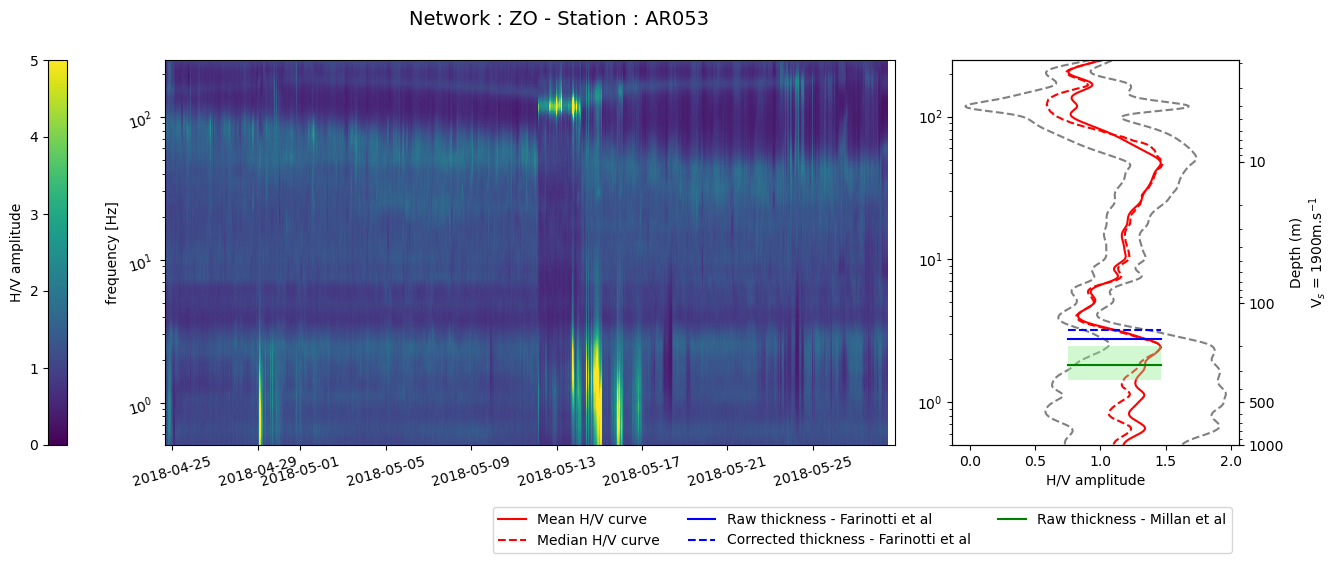 Network : ZO - Station : AR053
5
4
3
2
1
0
H/V amplitude
10²
10¹
10⁰
frequency [Hz]
2018-04-25
2018-04-29
2018-05-01
2018-05-05
2018-05-09
2018-05-13
2018-05-17
2018-05-21
2018-05-25
10²
10¹
10⁰
0.0
0.5
1.0
1.5
2.0
H/V amplitude
10
100
500
1000
Depth (m)
Vₛ = 1900m.s⁻¹
Mean H/V curve
Median H/V curve
Raw thickness - Farinotti et al
Corrected thickness - Farinotti et al
Raw thickness - Millan et al